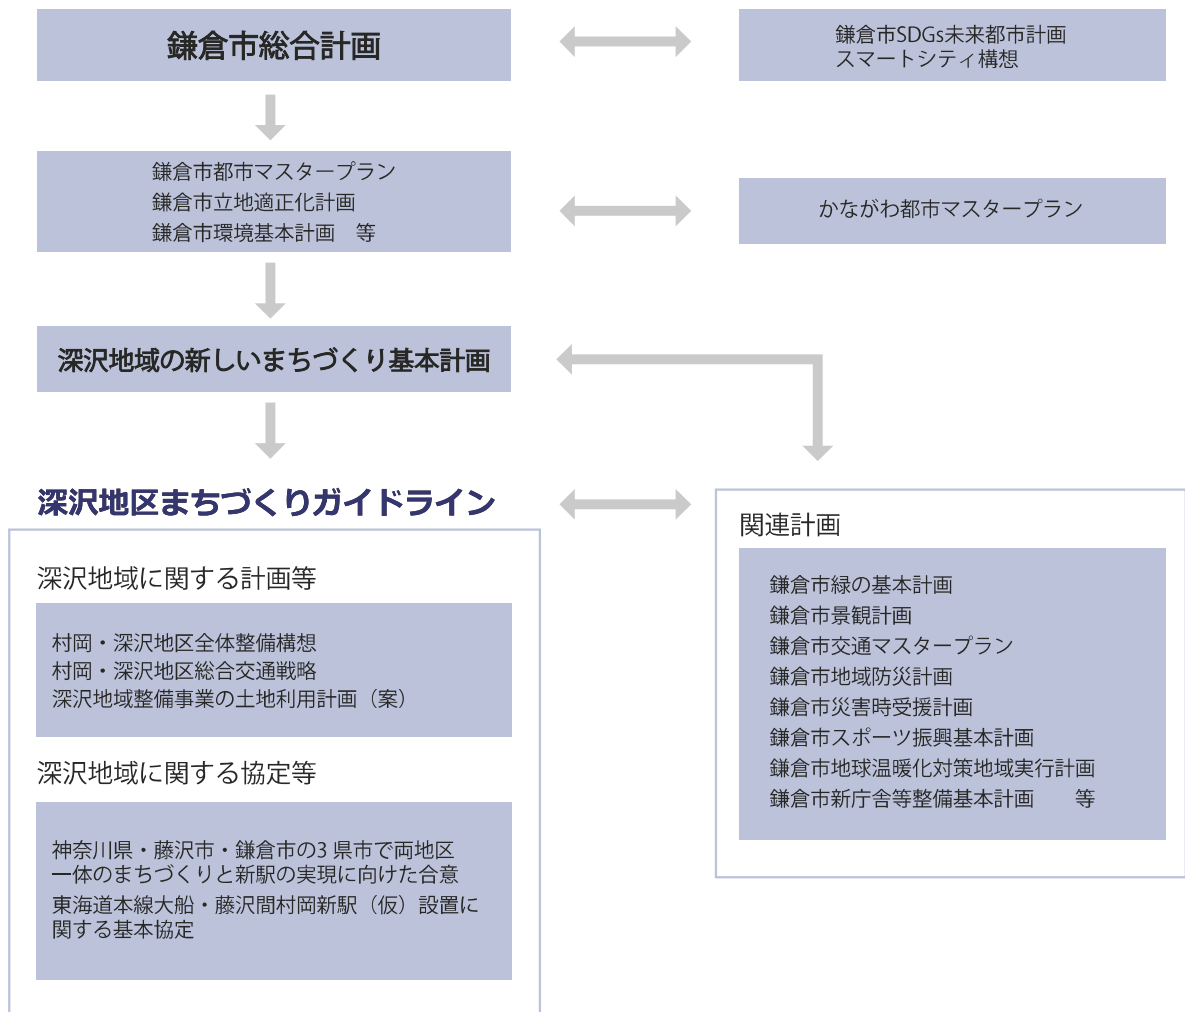 鎌倉市総合計画
鎌倉市SDGs未来都市計画
スマートシティ構想
鎌倉市都市マスタープラン
鎌倉市立地適正化計画
鎌倉市環境基本計画　等
かながわ都市マスタープラン
深沢地域の新しいまちづくり基本計画
深沢地区まちづくりガイドライン
深沢地域に関する計画等
村岡・深沢地区全体整備構想
村岡・深沢地区総合交通戦略
深沢地域整備事業の土地利用計画（案）
深沢地域に関する協定等
神奈川県・藤沢市・鎌倉市の3 県市で両地区
一体のまちづくりと新駅の実現に向けた合意
東海道本線大船・藤沢間村岡新駅（仮）設置に
関する基本協定
関連計画
鎌倉市緑の基本計画
鎌倉市景観計画
鎌倉市交通マスタープラン
鎌倉市地域防災計画
鎌倉市災害時受援計画
鎌倉市スポーツ振興基本計画
鎌倉市地球温暖化対策地域実行計画
鎌倉市新庁舎等整備基本計画　　等